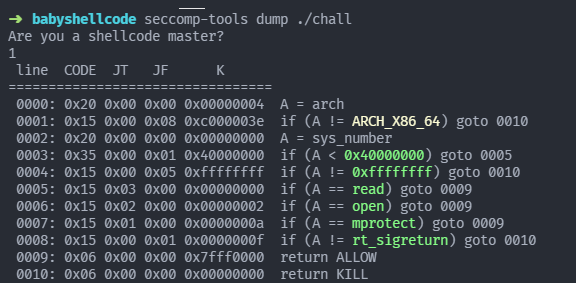 ➜ babyshellcode seccomp-tools dump ./chall
Are you a shellcode master?
1
 line  CODE  JT   JF      K
=================================
 0000: 0x20 0x00 0x00 0x00000004  A = arch
 0001: 0x15 0x00 0x08 0xc000003e  if (A != ARCH_X86_64) goto 0010
 0002: 0x20 0x00 0x00 0x00000000  A = sys_number
 0003: 0x35 0x00 0x01 0x40000000  if (A < 0x40000000) goto 0005
 0004: 0x15 0x00 0x05 0xffffffff  if (A != 0xffffffff) goto 0010
 0005: 0x15 0x03 0x00 0x00000000  if (A == read) goto 0009
 0006: 0x15 0x02 0x00 0x00000002  if (A == open) goto 0009
 0007: 0x15 0x01 0x00 0x0000000a  if (A == mprotect) goto 0009
 0008: 0x15 0x00 0x01 0x0000000f  if (A != rt_sigreturn) goto 0010
 0009: 0x06 0x00 0x00 0x7fff0000  return ALLOW
 0010: 0x06 0x00 0x00 0x00000000  return KILL